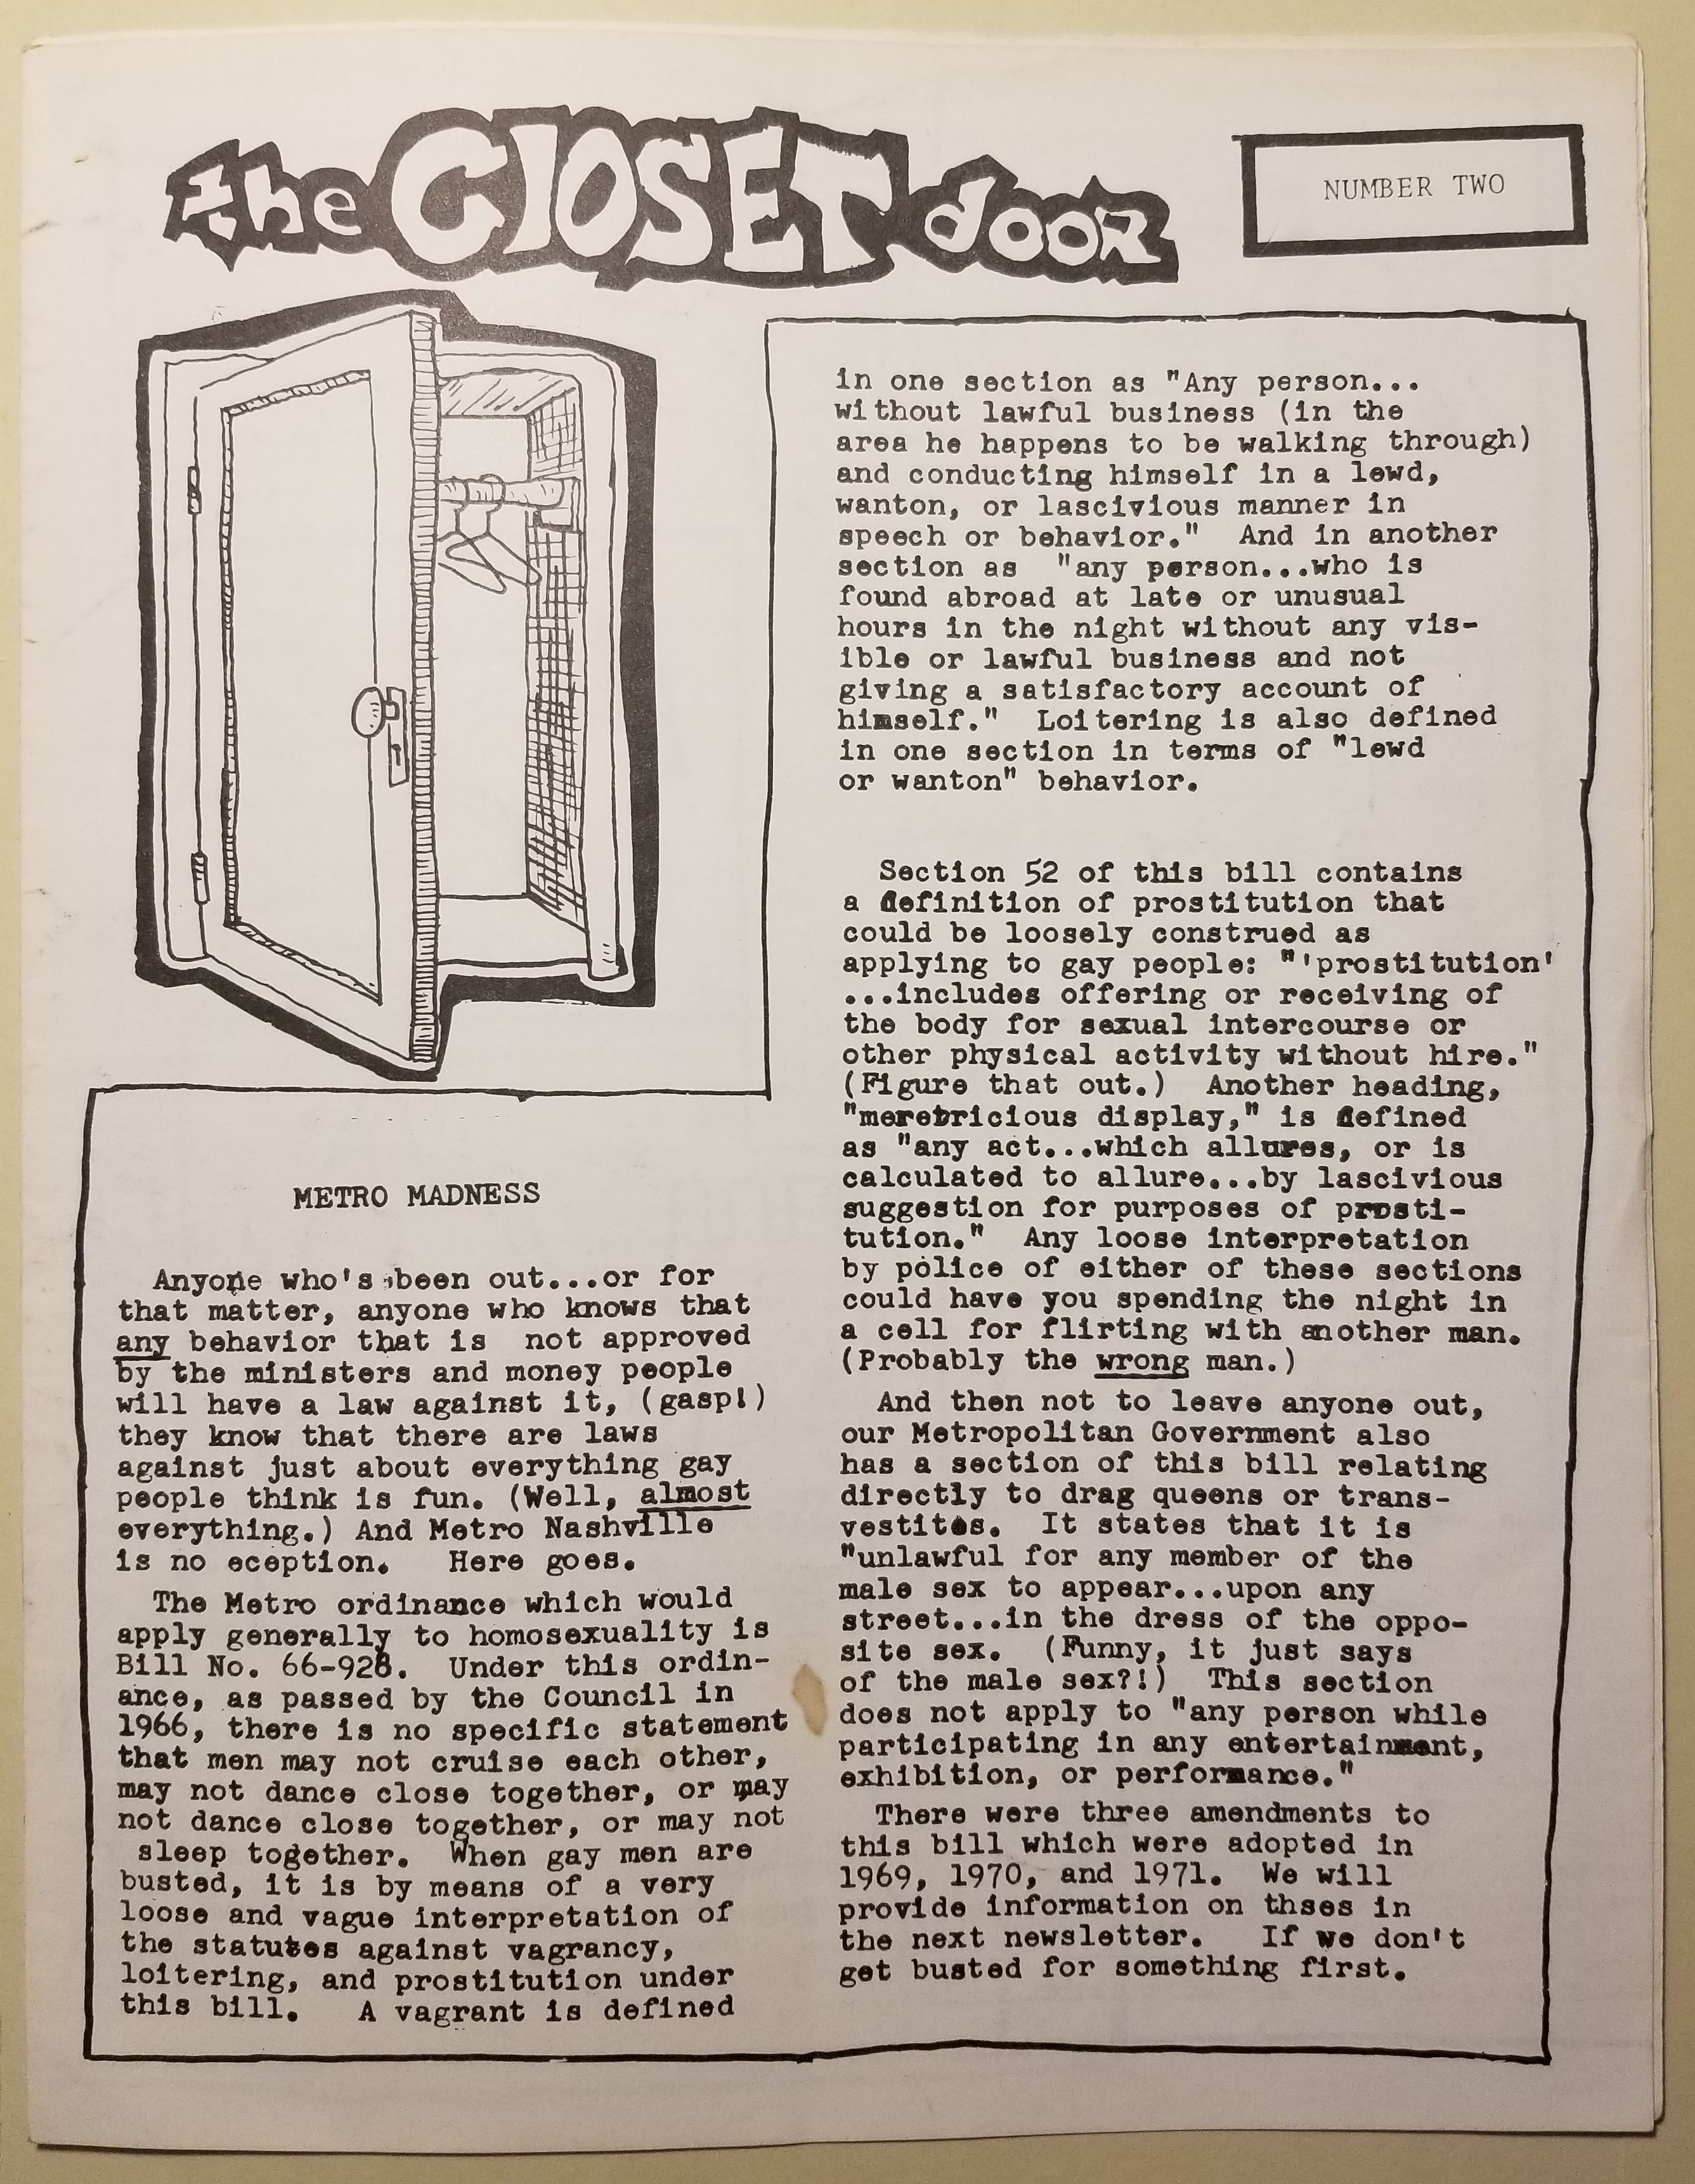 the CLOSET door
NUMBER TWO
METRO MADNESS
Anyone who's been out...or for
that matter, anyone who knows that
any behavior that is not approved
by the ministers and money people
will have a law against it, (gasp!)
they know that there are laws
against just about everything gay
people think is fun. (Well, almost
everything.) And Metro Nashville
is no eception. Here goes.
The Metro ordinance which would
apply generally to homosexuality is
Bill No. 66-928. Under this ordin-
ance, as passed by the Council in
1966, there is no specific statement
that men may not cruise each other,
may not dance close together, or may
not dance close together, or may not
sleep together. When gay men are
busted, it is by means of a very
loose and vague interpretation of
the statutes against vagrancy,
loitering, and prostitution under
this bill. A vagrant is defined
in one section as "Any person...
without lawful business (in the
area he happens to be walking through)
and conducting himself in a lewd,
wanton, or lascivious manner in
speech or behavior." And in another
section as "any person...who is
found abroad at late or unusual
hours in the night without any vis-
ible or lawful business and not
giving a satisfactory account of
himself." Loitering is also defined
in one section in terms of "lewd
or wanton" behavior.
Section 52 of this bill contains
a definition of prostitution that
could be loosely construed as
applying to gay people: "'prostitution'
...includes offering or receiving of
the body for sexual intercourse or
other physical activity without hire."
(Figure that out.) Another heading,
"meretricious display," is defined
as "any act...which allures, or is
calculated to allure...by lascivious
suggestion for purposes of prosti-
tution." Any loose interpretation
by police of either of these sections
could have you spending the night in
a cell for flirting with another man.
(Probably the wrong man.)
And then not to leave anyone out,
our Metropolitan Government also
has a section of this bill relating
directly to drag queens or trans-
vestites. It states that it is
"unlawful for any member of the
male sex to appear...upon any
street...in the dress of the oppo-
site sex. (Funny, it just says
of the male sex?!) This section
does not apply to "any person while
participating in any entertainment,
exhibition, or performance."
There were three amendments to
this bill which were adopted in
1969, 1970, and 1971. We will
provide information on thses in
the next newsletter. If we don't
get busted for something first.